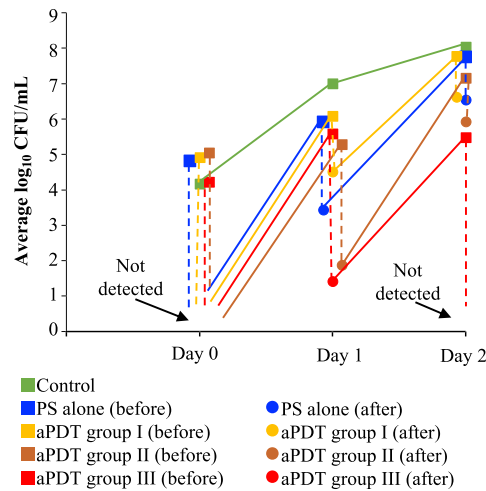 9
8
7
6
5
4
3
2
1
0
Average log₁₀ CFU/mL
Not
detected
Not
detected
Day 0
Day 1
Day 2
Control
PS alone (before)
PS alone (after)
aPDT group I (before)
aPDT group I (after)
aPDT group II (before)
aPDT group II (after)
aPDT group III (before)
aPDT group III (after)